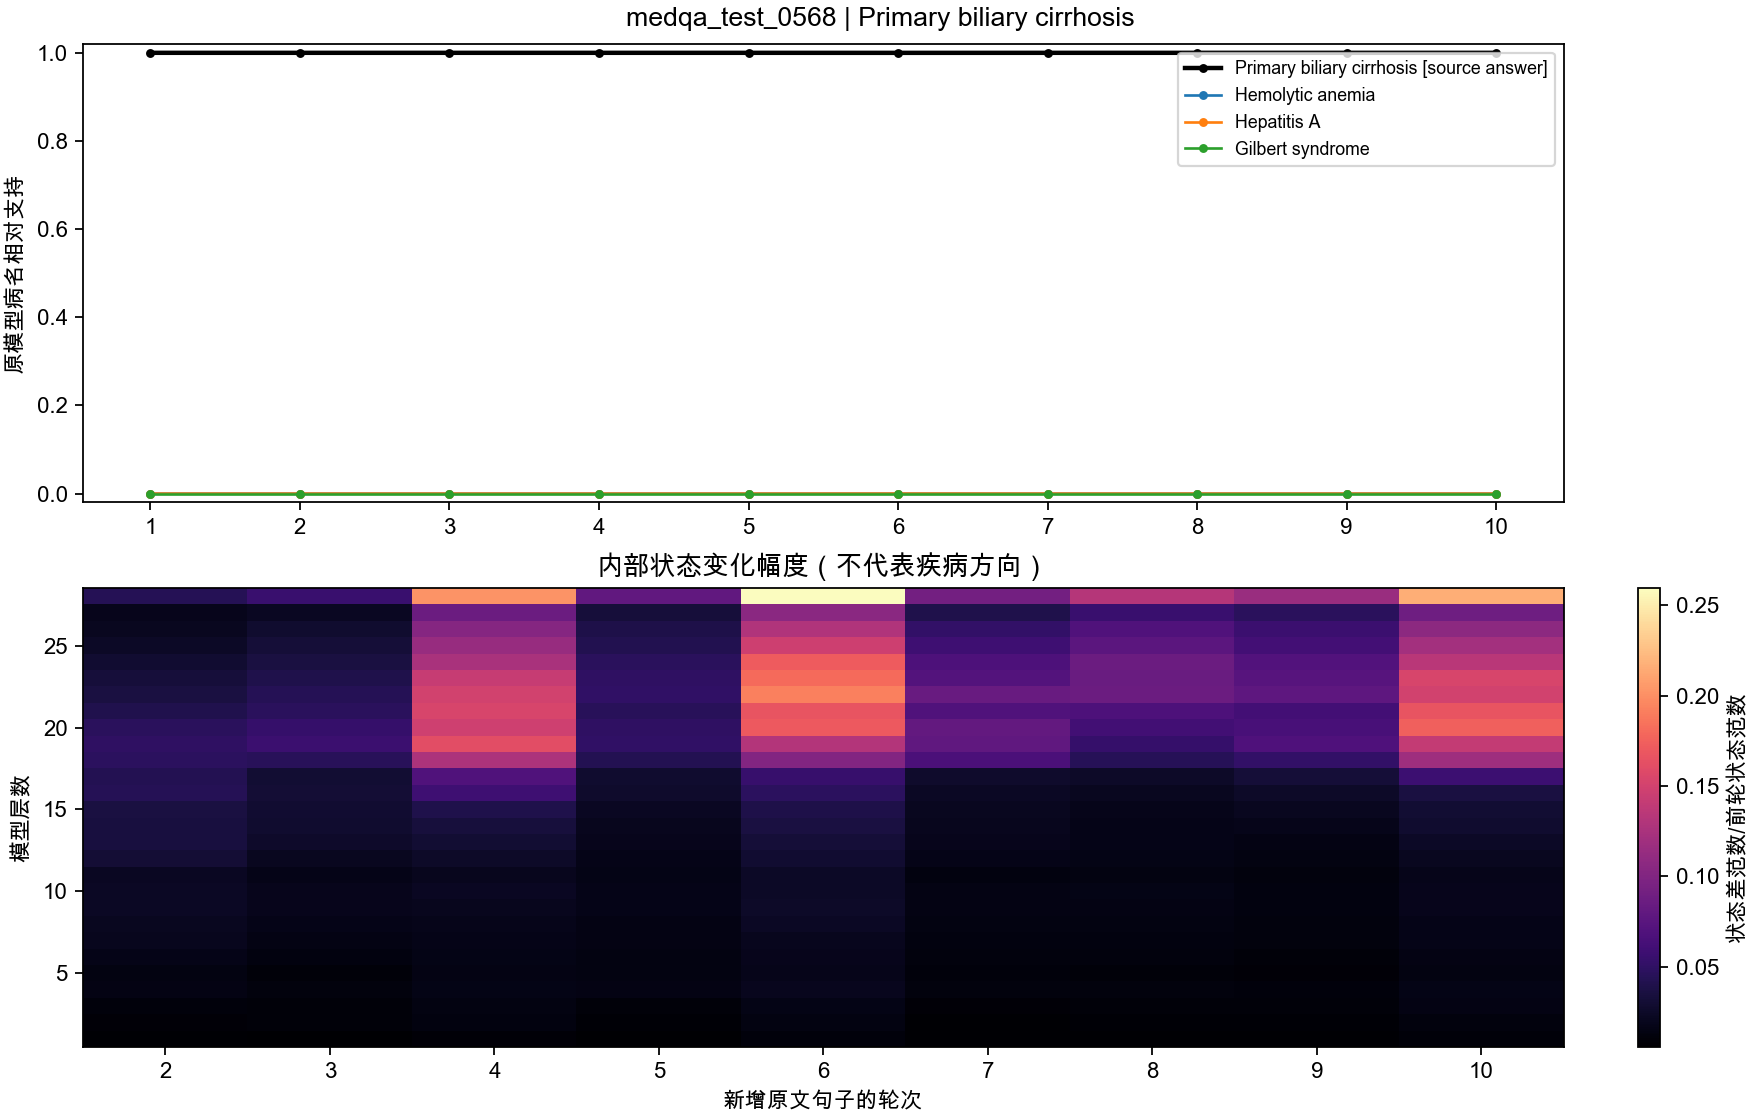 medqa_test_0568 | Primary biliary cirrhosis
原模型病名相对支持
1.0
0.8
0.6
0.4
0.2
0.0
Primary biliary cirrhosis [source answer]
Hemolytic anemia
Hepatitis A
Gilbert syndrome
1 2 3 4 5 6 7 8 9 10
内部状态变化幅度（不代表疾病方向）
模型层数
25
20
15
10
5
2 3 4 5 6 7 8 9 10
新增原文句子的轮次
0.25
0.20
0.15
0.10
0.05
状态差范数/前轮状态范数